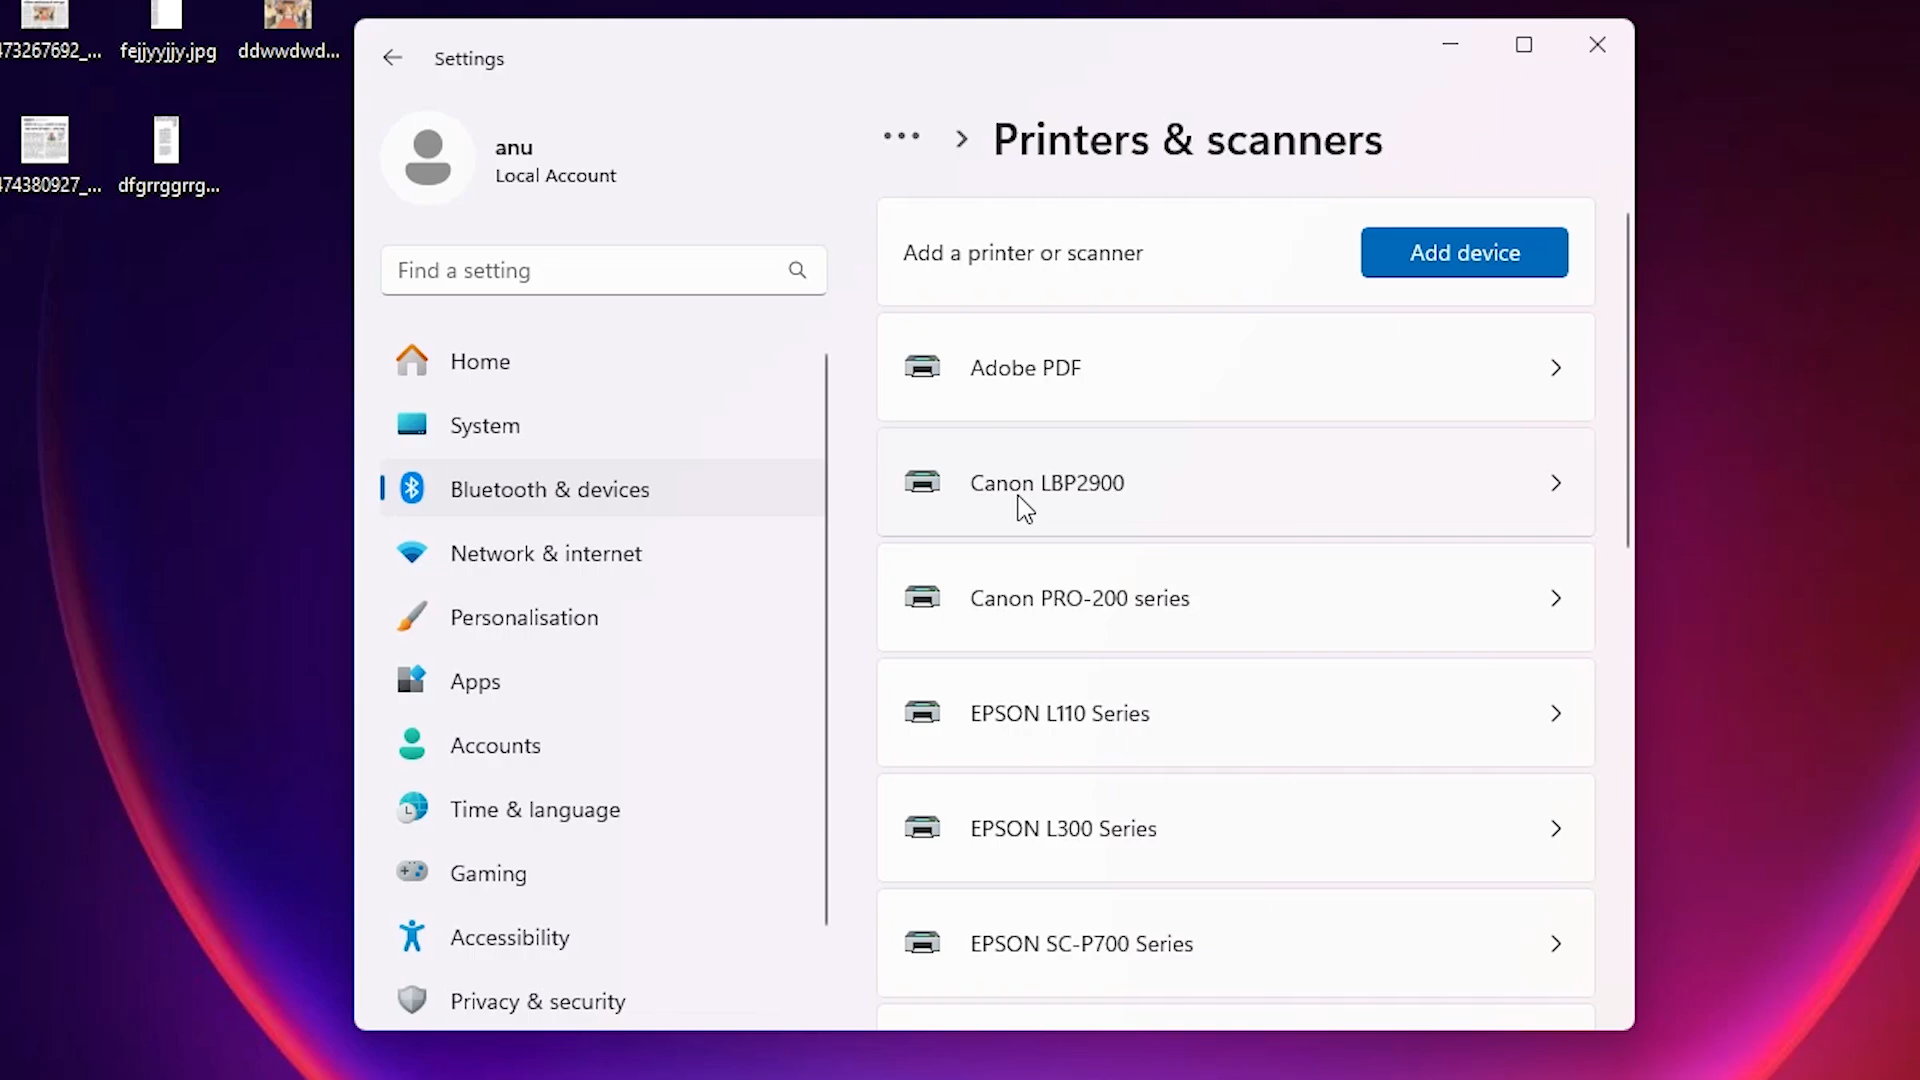 473267692_... fejjyyjjy.jpg ddwwdwd...
474380927_... dfgrrggrrg...
Settings
anu
Local Account
Find a setting
Home
System
Bluetooth & devices
Network & internet
Personalisation
Apps
Accounts
Time & language
Gaming
Accessibility
Privacy & security
... > Printers & scanners
Add a printer or scanner
Add device
Adobe PDF
Canon LBP2900
Canon PRO-200 series
EPSON L110 Series
EPSON L300 Series
EPSON SC-P700 Series